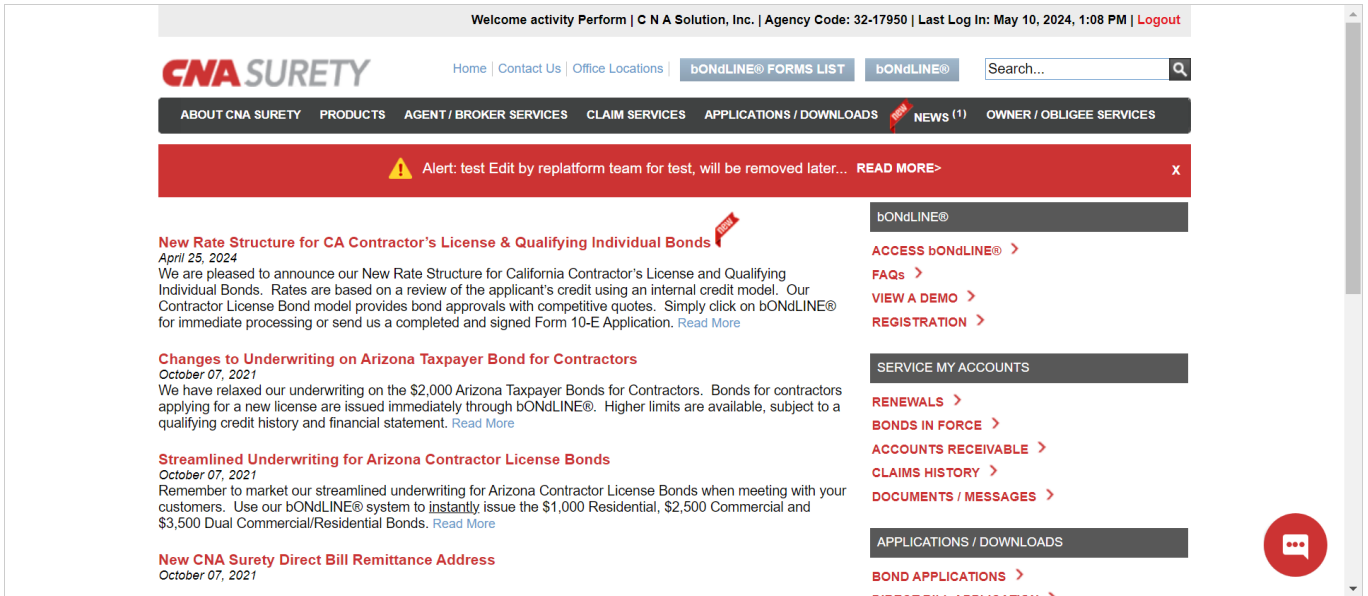 Welcome activity Perform | C N A Solution, Inc. | Agency Code: 32-17950 | Last Log In: May 10, 2024, 1:08 PM | Logout
CNA SURETY
Home | Contact Us | Office Locations |
bONdLINE® FORMS LIST
bONdLINE®
Search...
ABOUT CNA SURETY
PRODUCTS
AGENT / BROKER SERVICES
CLAIM SERVICES
APPLICATIONS / DOWNLOADS
new
NEWS (1)
OWNER / OBLIGEE SERVICES
Alert: test Edit by replatform team for test, will be removed later... READ MORE>
x
New Rate Structure for CA Contractor’s License & Qualifying Individual Bonds new
April 25, 2024
We are pleased to announce our New Rate Structure for California Contractor’s License and Qualifying
Individual Bonds. Rates are based on a review of the applicant’s credit using an internal credit model. Our
Contractor License Bond model provides bond approvals with competitive quotes. Simply click on bONdLINE®
for immediate processing or send us a completed and signed Form 10-E Application. Read More
Changes to Underwriting on Arizona Taxpayer Bond for Contractors
October 07, 2021
We have relaxed our underwriting on the $2,000 Arizona Taxpayer Bonds for Contractors. Bonds for contractors
applying for a new license are issued immediately through bONdLINE®. Higher limits are available, subject to a
qualifying credit history and financial statement. Read More
Streamlined Underwriting for Arizona Contractor License Bonds
October 07, 2021
Remember to market our streamlined underwriting for Arizona Contractor License Bonds when meeting with your
customers. Use our bONdLINE® system to instantly issue the $1,000 Residential, $2,500 Commercial and
$3,500 Dual Commercial/Residential Bonds. Read More
New CNA Surety Direct Bill Remittance Address
October 07, 2021
bONdLINE®
ACCESS bONdLINE® >
FAQs >
VIEW A DEMO >
REGISTRATION >
SERVICE MY ACCOUNTS
RENEWALS >
BONDS IN FORCE >
ACCOUNTS RECEIVABLE >
CLAIMS HISTORY >
DOCUMENTS / MESSAGES >
APPLICATIONS / DOWNLOADS
BOND APPLICATIONS >